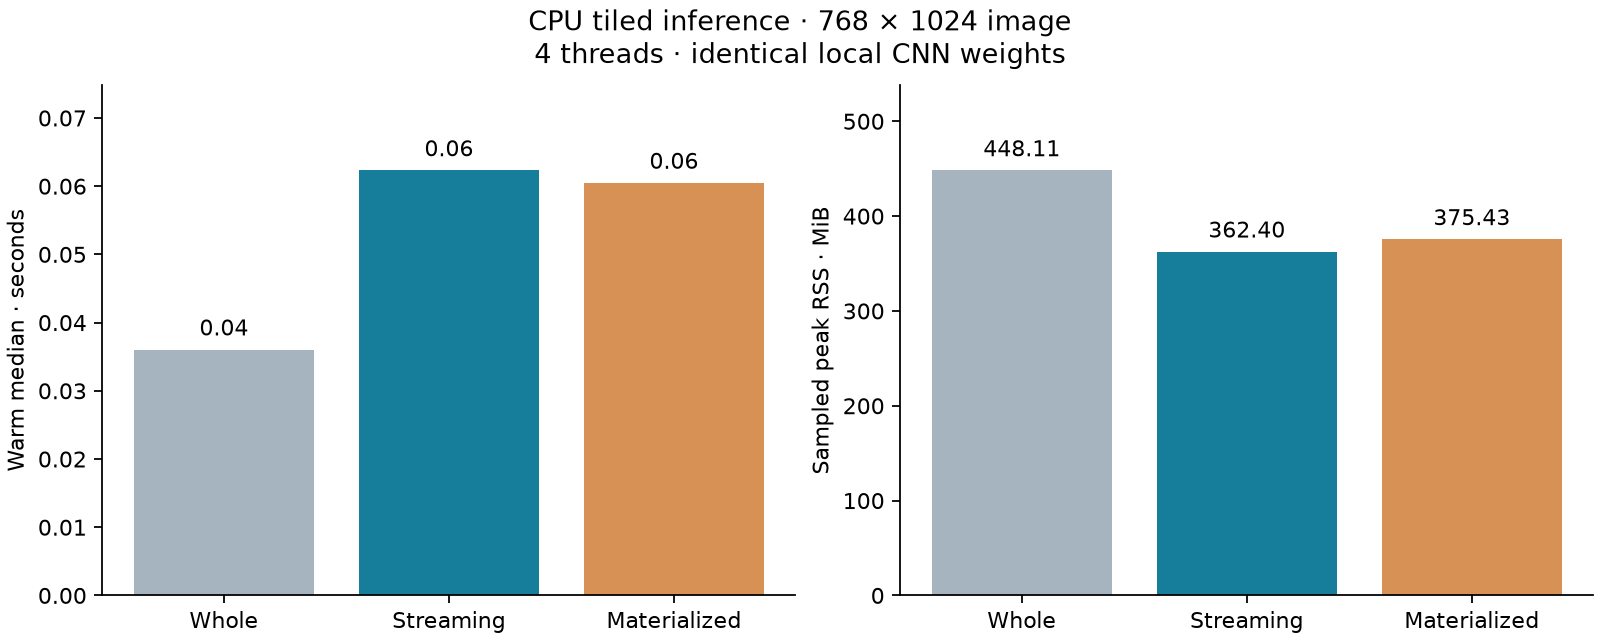 CPU tiled inference · 768 × 1024 image
4 threads · identical local CNN weights
Warm median · seconds
0.07
0.06
0.05
0.04
0.03
0.02
0.01
0.00
0.04
0.06
0.06
Whole
Streaming
Materialized
Sampled peak RSS · MiB
500
400
300
200
100
0
448.11
362.40
375.43
Whole
Streaming
Materialized